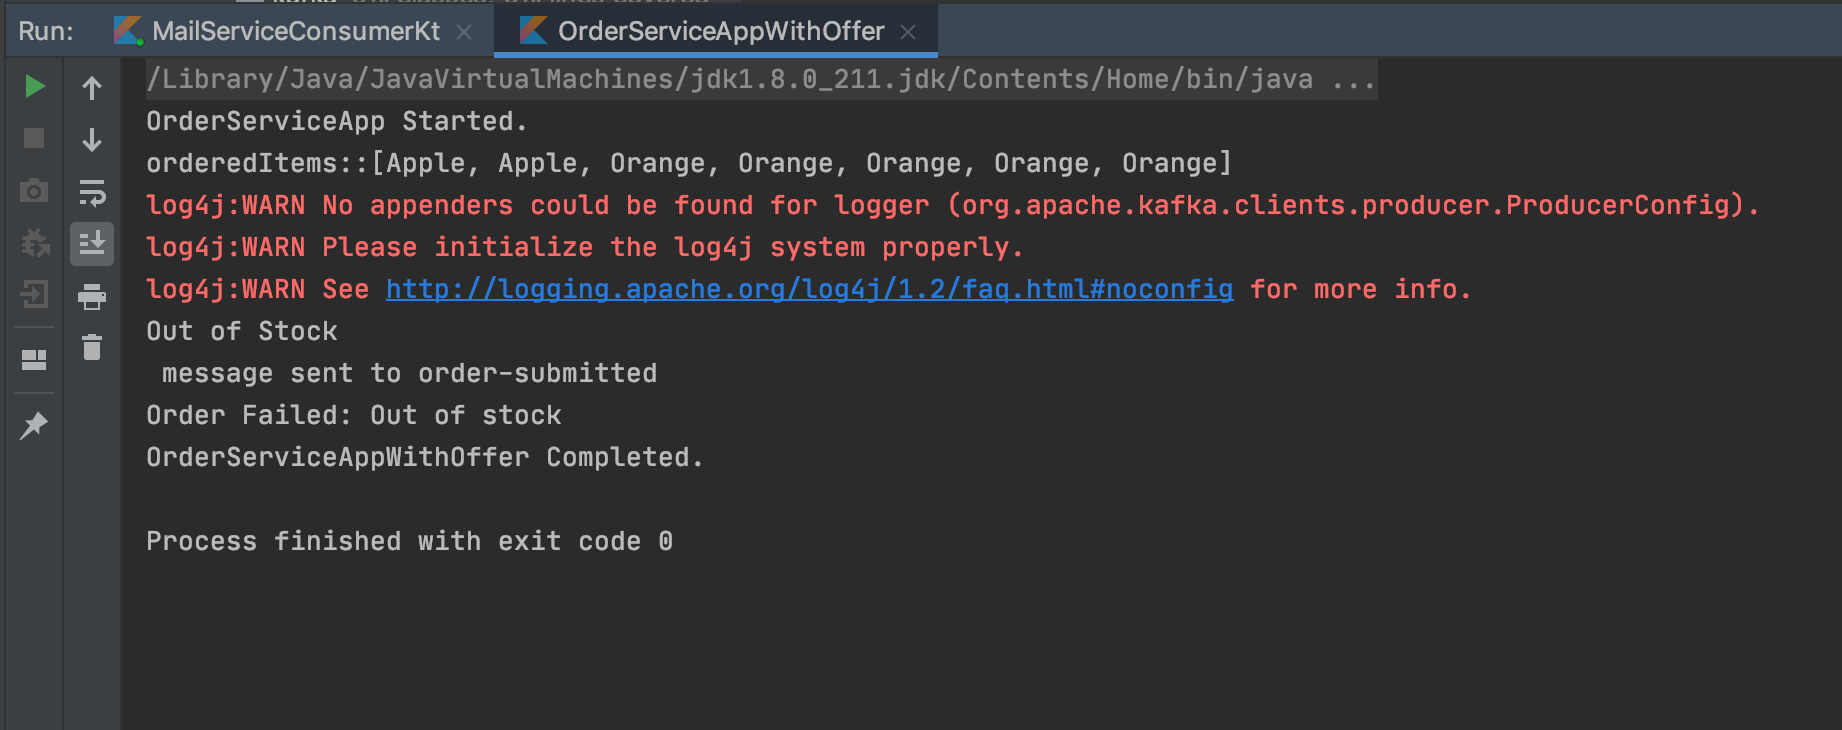 Run: MailServiceConsumerKt OrderServiceAppWithOffer
/Library/Java/JavaVirtualMachines/jdk1.8.0_211.jdk/Contents/Home/bin/java ...
OrderServiceApp Started.
orderedItems::[Apple, Apple, Orange, Orange, Orange, Orange, Orange]
log4j:WARN No appenders could be found for logger (org.apache.kafka.clients.producer.ProducerConfig).
log4j:WARN Please initialize the log4j system properly.
log4j:WARN See http://logging.apache.org/log4j/1.2/faq.html#noconfig for more info.
Out of Stock
message sent to order-submitted
Order Failed: Out of stock
OrderServiceAppWithOffer Completed.
Process finished with exit code 0